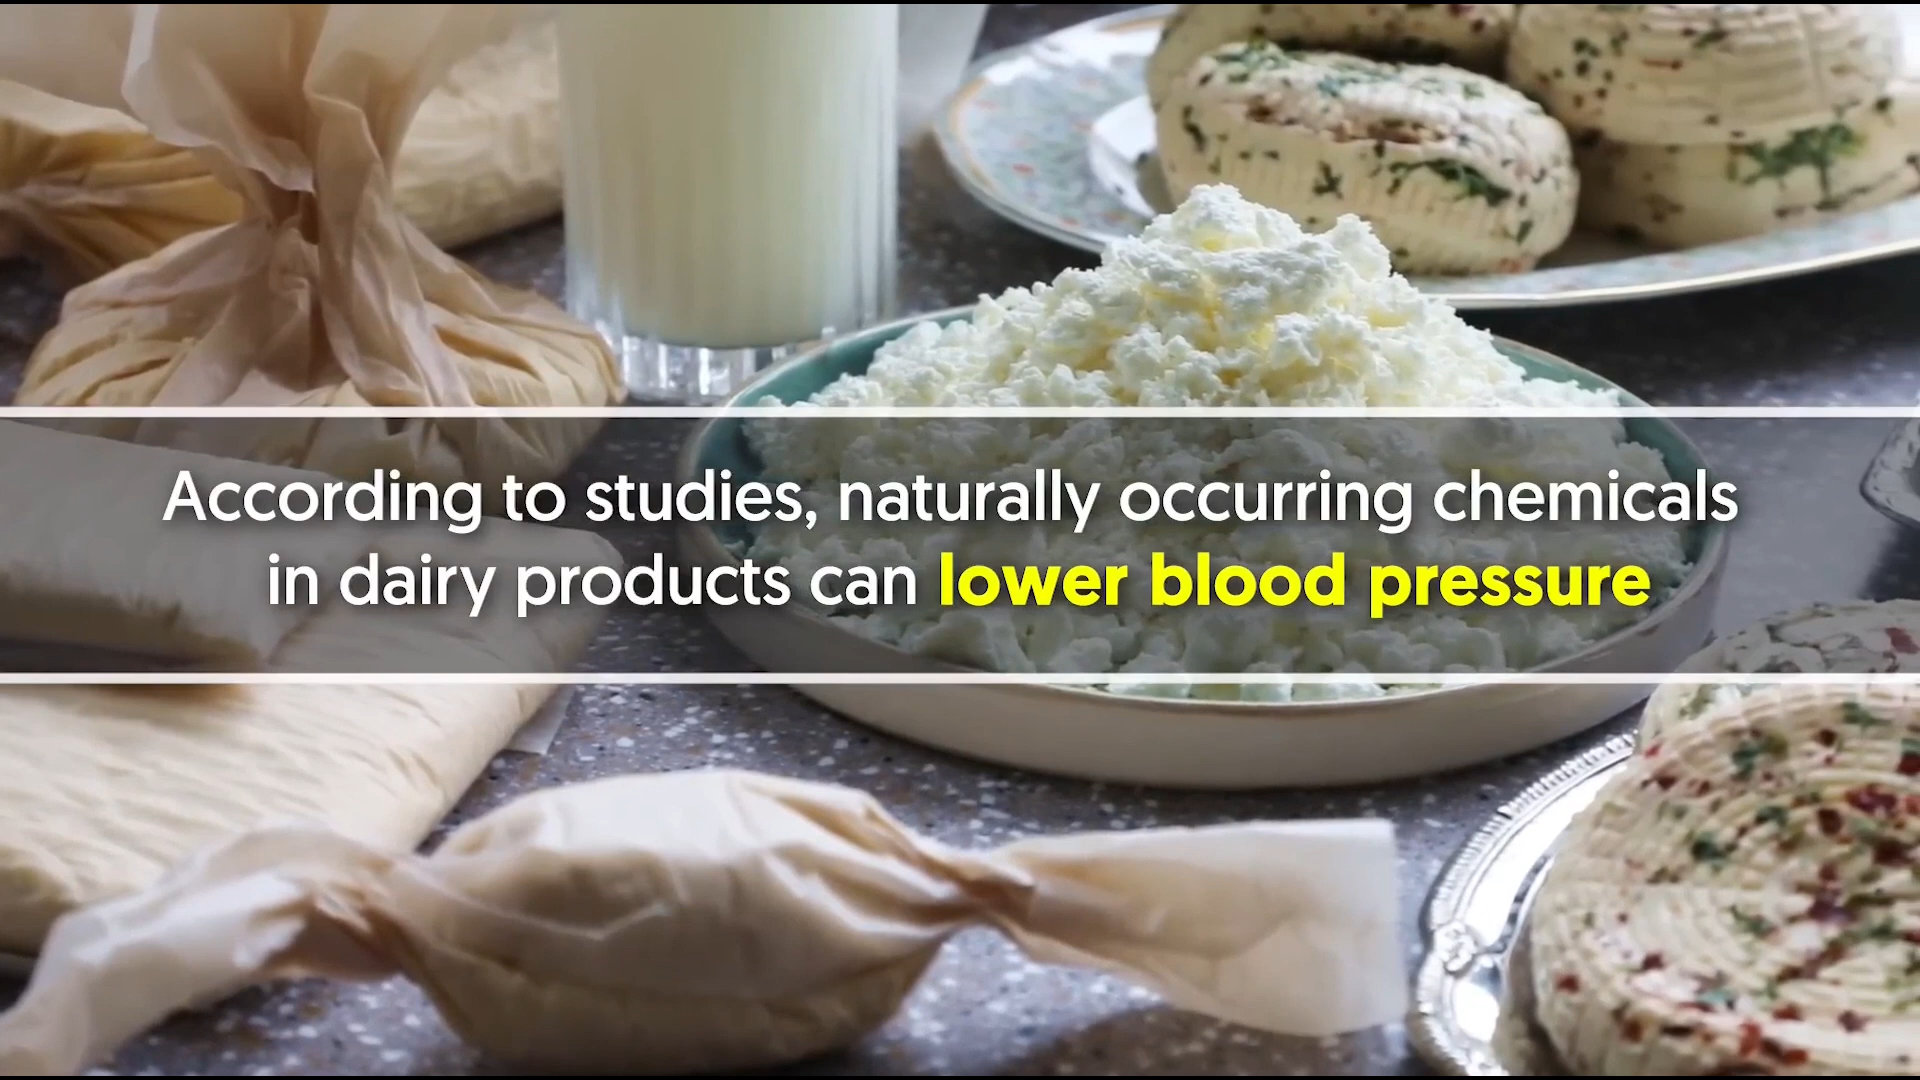 According to studies, naturally occurring chemicals
in dairy products can lower blood pressure